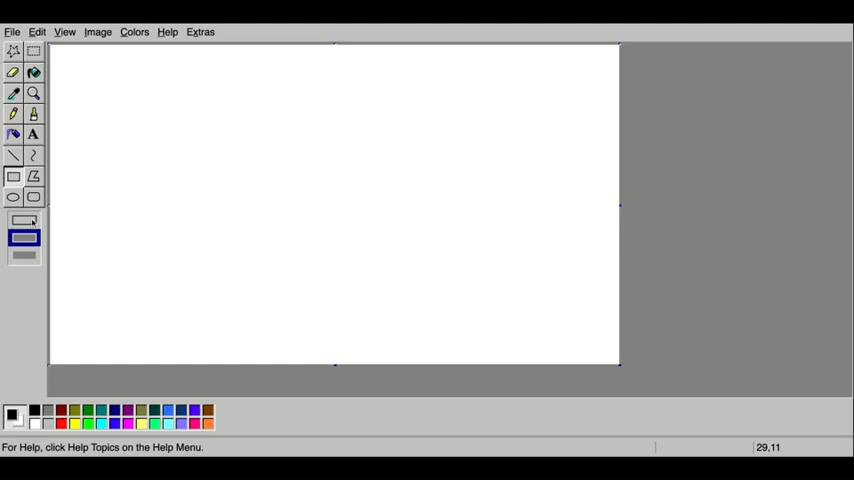 File Edit View Image Colors Help Extras
A
For Help, click Help Topics on the Help Menu.
29,11